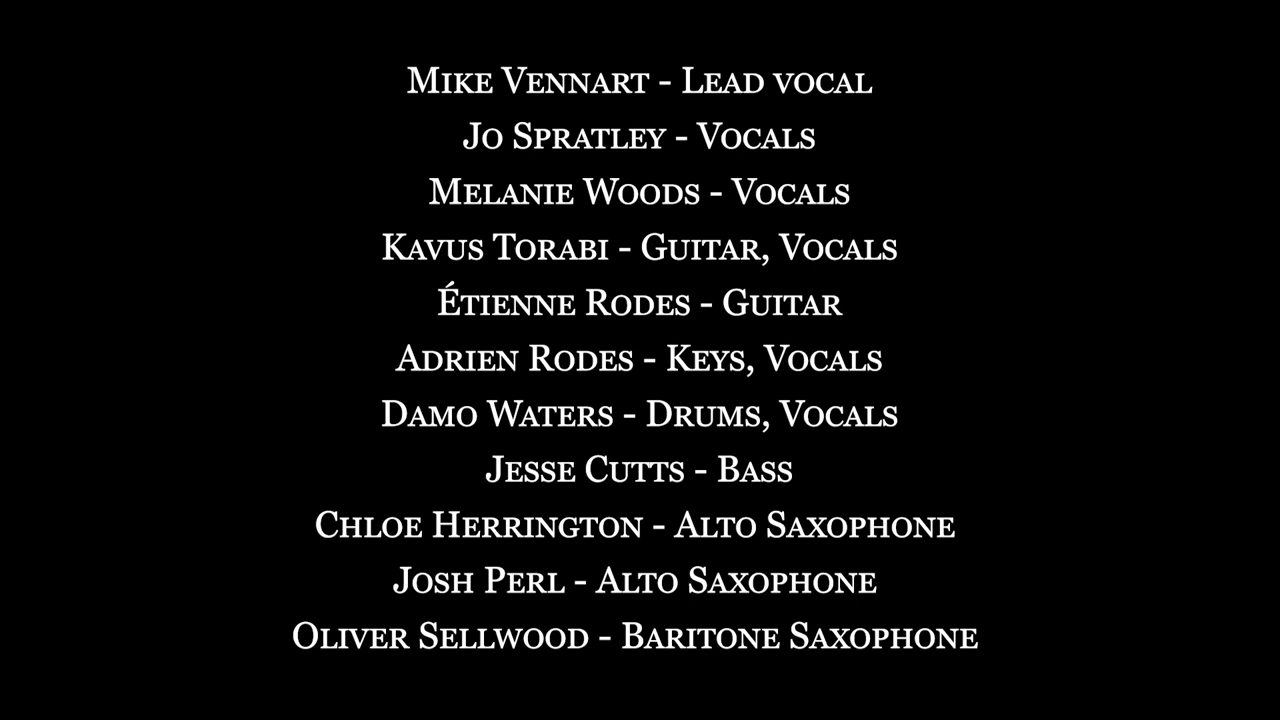 Mike Vennart - Lead vocal
Jo Spratley - Vocals
Melanie Woods - Vocals
Kavus Torabi - Guitar, Vocals
Étienne Rodes - Guitar
Adrien Rodes - Keys, Vocals
Damo Waters - Drums, Vocals
Jesse Cutts - Bass
Chloe Herrington - Alto Saxophone
Josh Perl - Alto Saxophone
Oliver Sellwood - Baritone Saxophone